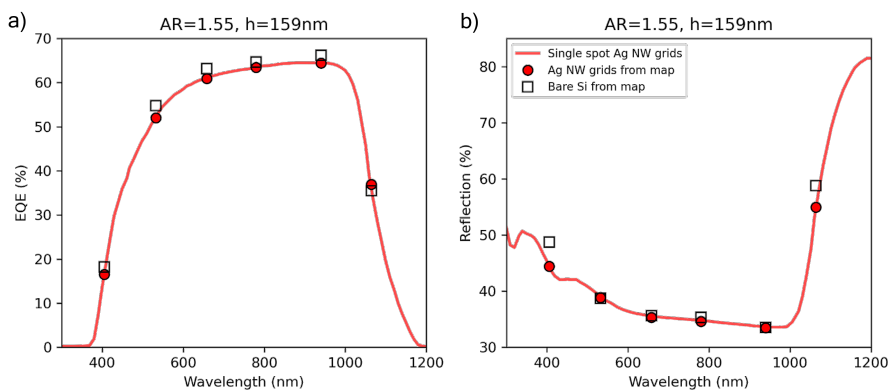 a)
AR=1.55, h=159nm
EQE (%)
70
60
50
40
30
20
10
0
400
600
800
1000
1200
Wavelength (nm)
b)
AR=1.55, h=159nm
Single spot Ag NW grids
Ag NW grids from map
Bare Si from map
Reflection (%)
80
70
60
50
40
30
400
600
800
1000
1200
Wavelength (nm)